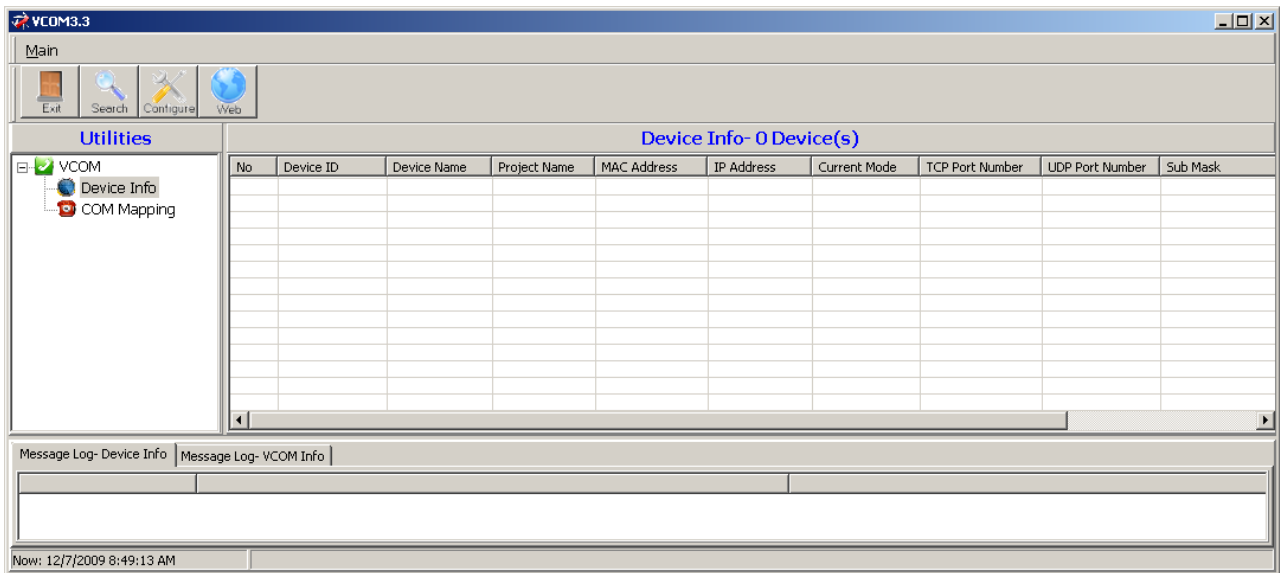 VCOM3.3
Main
Exit Search Configure Web
Utilities Device Info- 0 Device(s)
VCOM
Device Info
COM Mapping
No Device ID Device Name Project Name MAC Address IP Address Current Mode TCP Port Number UDP Port Number Sub Mask
Message Log- Device Info Message Log- VCOM Info
Now: 12/7/2009 8:49:13 AM